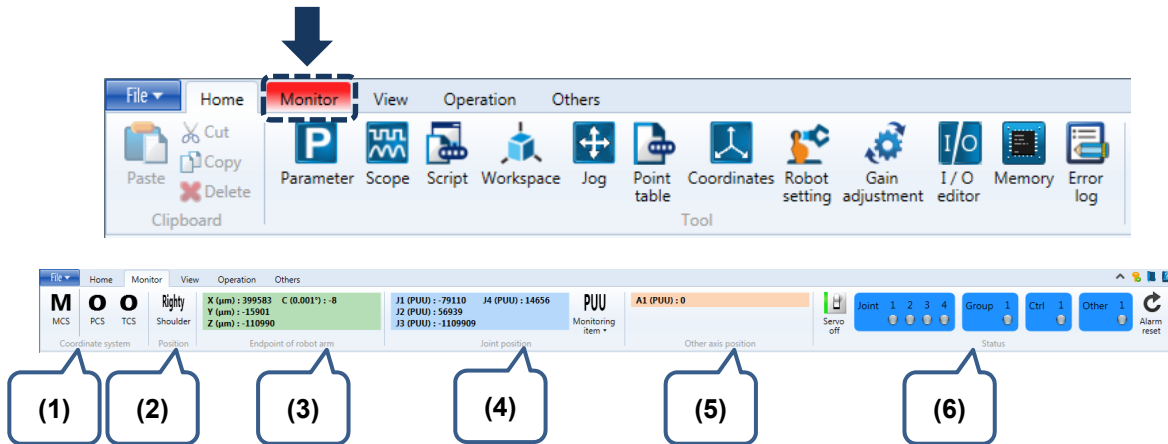 File Home Monitor View Operation Others
Paste
Cut
Copy
Delete
Clipboard
Parameter Scope Script Workspace Jog Point table Coordinates Robot setting Gain adjustment I / O editor Memory Error log
Tool
File Home Monitor View Operation Others
M MCS
O PCS
O TCS
Coordinate system
Righty
Shoulder
Position
X (μm) : 399583 C (0.001°) : -8
Y (μm) : -15901
Z (μm) : -110990
Endpoint of robot arm
J1 (PUU) : -79110 J4 (PUU) : 14656
J2 (PUU) : 56939
J3 (PUU) : -1109909
PUU
Monitoring
item
Joint position
A1 (PUU) : 0
Other axis position
Servo
off
Joint 1 2 3 4
Group 1
Ctrl 1
Other 1
Alarm
reset
Status
(1) (2) (3) (4) (5) (6)